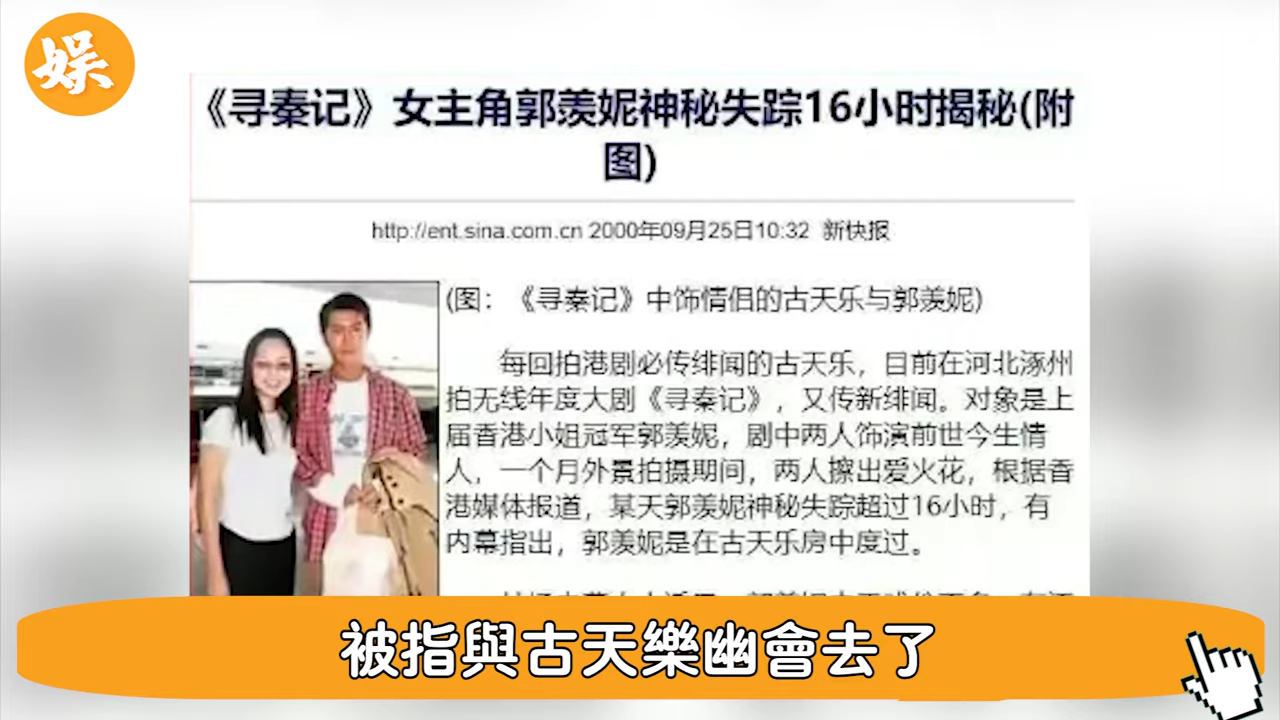 娱
《寻秦记》女主角郭羡妮神秘失踪16小时揭秘(附
图)
http://ent.sina.com.cn 2000年09月25日10:32 新快报
(图：《寻秦记》中饰情侣的古天乐与郭羡妮)
每回拍港剧必传绯闻的古天乐，目前在河北涿州
拍无线年度大剧《寻秦记》，又传新绯闻。对象是上
届香港小姐冠军郭羡妮，剧中两人饰演前世今生情
人，一个月外景拍摄期间，两人擦出爱火花，根据香
港媒体报道，某天郭羡妮神秘失踪超过16小时，有
内幕指出，郭羡妮是在古天乐房中度过。
被指與古天樂幽會去了